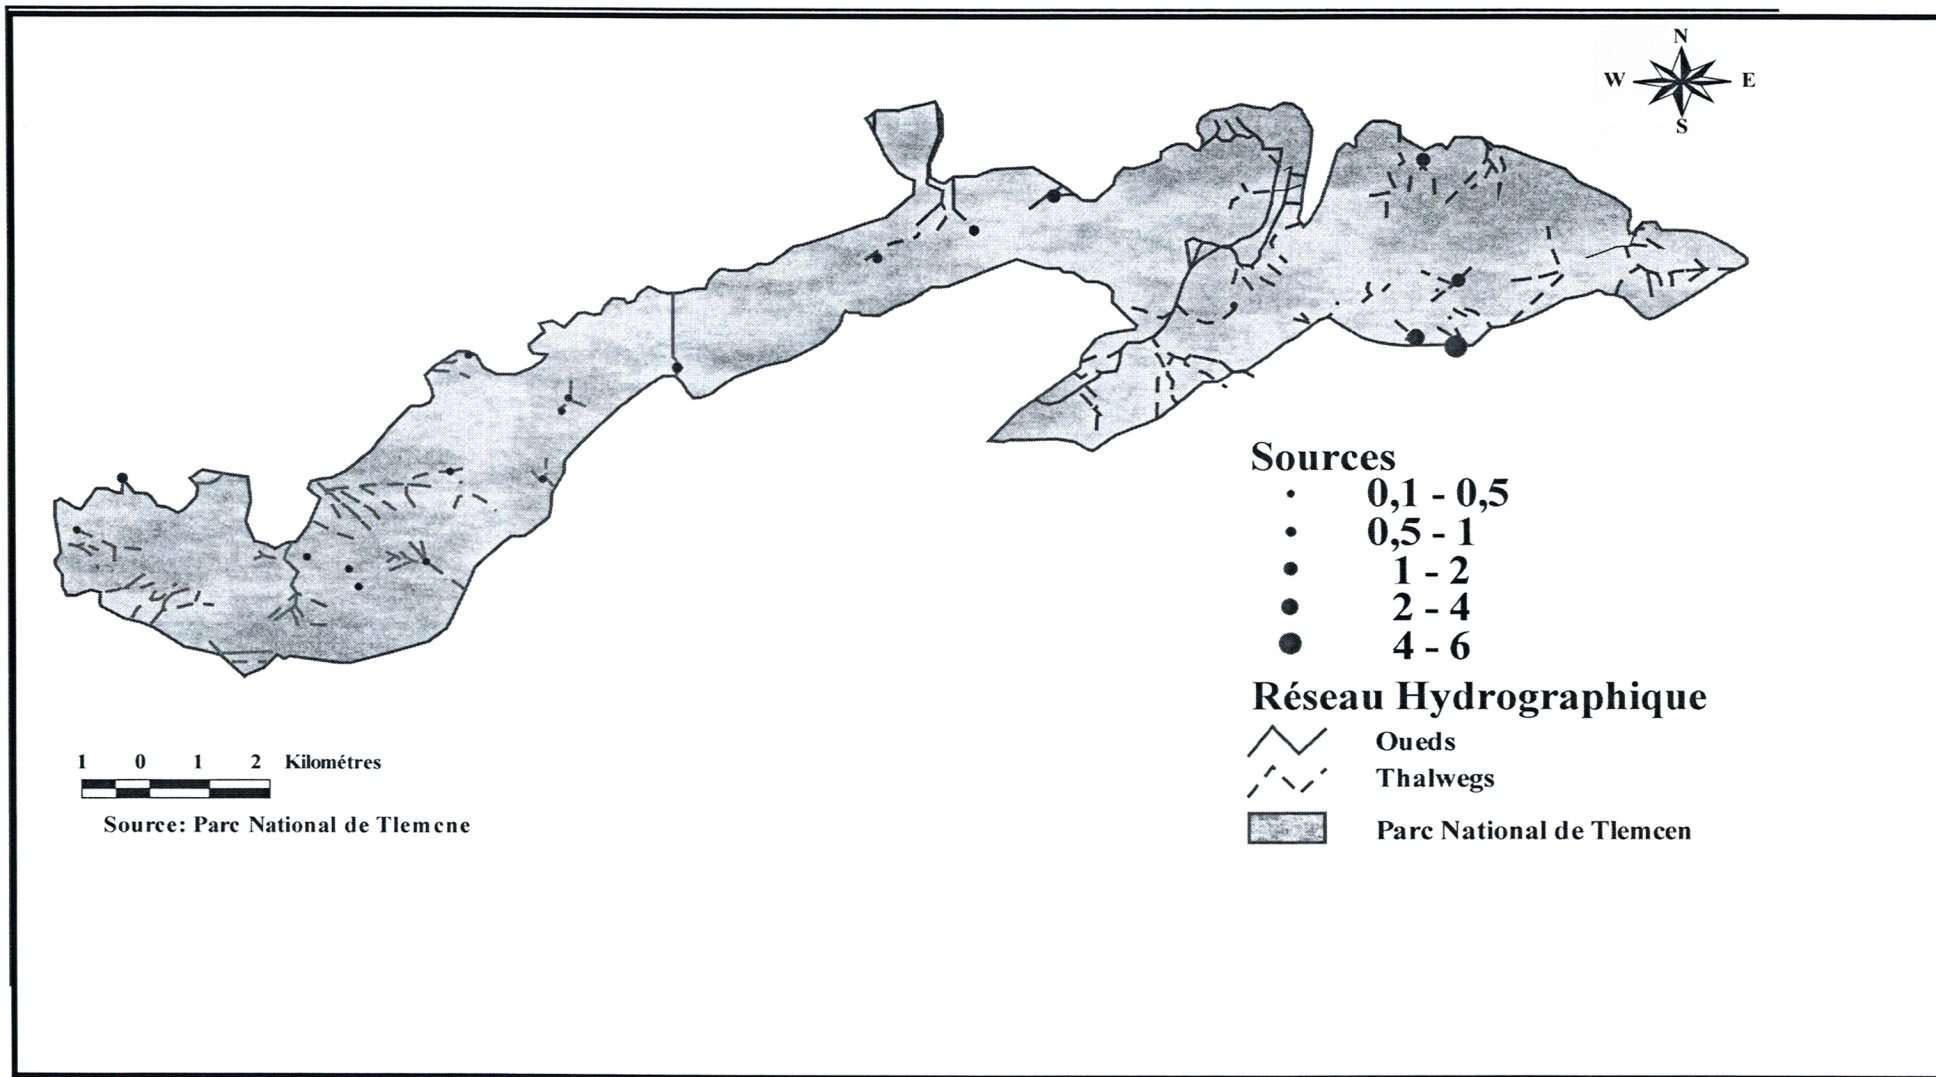 N
W E
S
Sources
0,1 - 0,5
0,5 - 1
1 - 2
2 - 4
4 - 6
Réseau Hydrographique
Oueds
Thalwegs
Parc National de Tlemcen
1 0 1 2 Kilométres
Source: Parc National de Tlemcne